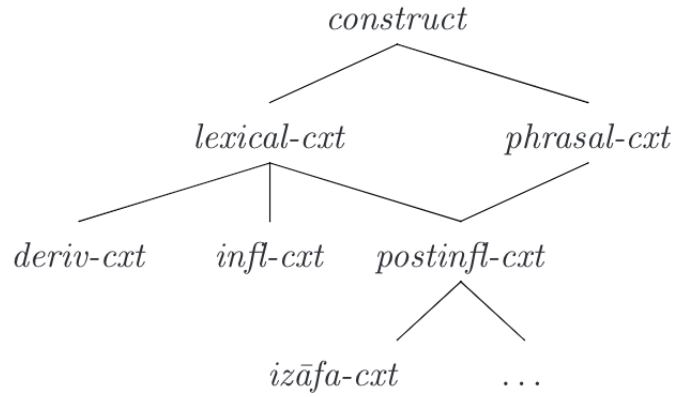 construct
lexical-cxt phrasal-cxt
deriv-cxt infl-cxt postinfl-cxt
izāfa-cxt ...